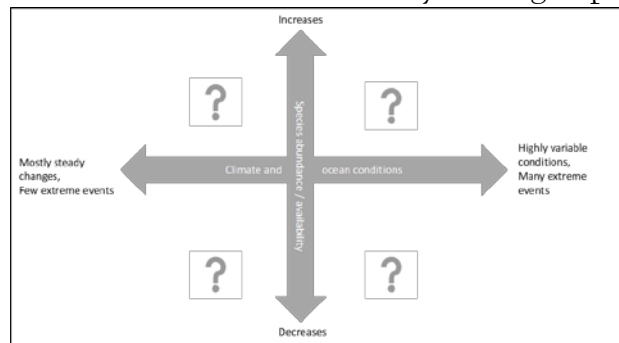 Increases
?
?
Species abundance / availability
Mostly steady
changes,
Few extreme events
Climate and ocean conditions
Highly variable
conditions,
Many extreme
events
?
?
Decreases